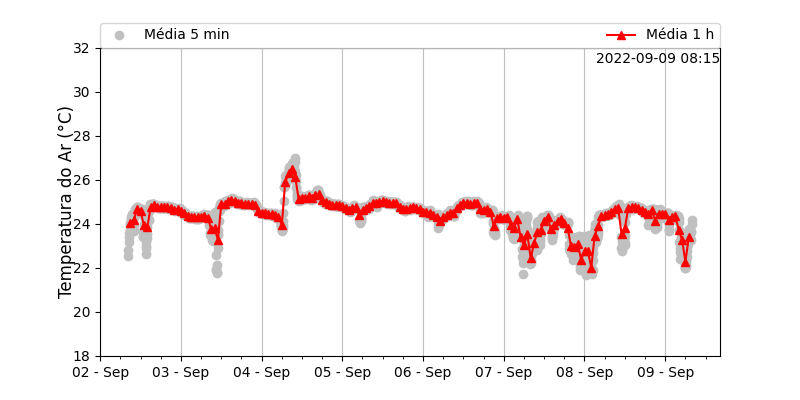 Média 5 min
Média 1 h
2022-09-09 08:15
Temperatura do Ar (°C)
32
30
28
26
24
22
20
18
02 - Sep
03 - Sep
04 - Sep
05 - Sep
06 - Sep
07 - Sep
08 - Sep
09 - Sep